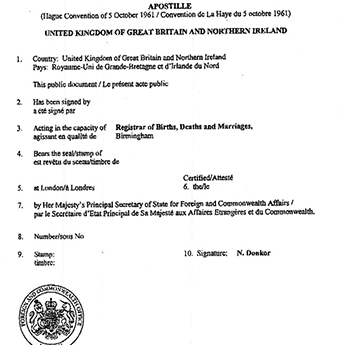 APOSTILLE
(Hague Convention of 5 October 1961 / Convention de La Haye du 5 octobre 1961)
UNITED KINGDOM OF GREAT BRITAIN AND NORTHERN IRELAND
1. Country: United Kingdom of Great Britain and Northern Ireland
Pays: Royaume-Uni de Grande-Bretagne et d'Irlande du Nord
This public document / Le présent acte public
2. Has been signed by
a été signé par
3. Acting in the capacity of Registrar of Births, Deaths and Marriages,
agissant en qualité de Birmingham
4. Bears the seal/stamp of
est revêtu du sceau/timbre de
Certified/Attesté
5. at London/à Londres 6. the/le
7. by Her Majesty's Principal Secretary of State for Foreign and Commonwealth Affairs /
par le Secrétaire d'Etat Principal de Sa Majesté aux Affaires Etrangères et du Commonwealth.
8. Number/sous No
9. Stamp: 10. Signature: N. Donkor
timbre:
FOREIGN AND COMMONWEALTH OFFICE